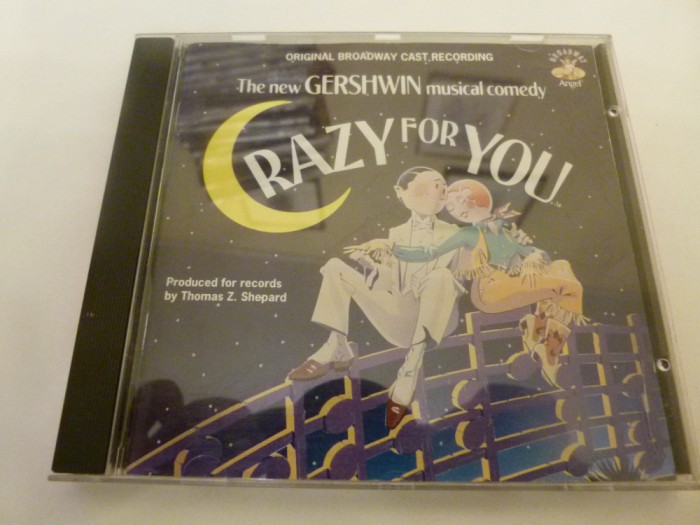 ORIGINAL BROADWAY CAST RECORDING
The new GERSHWIN musical comedy
CRAZY FOR YOU
BROADWAY
Angel
Produced for records
by Thomas Z. Shepard